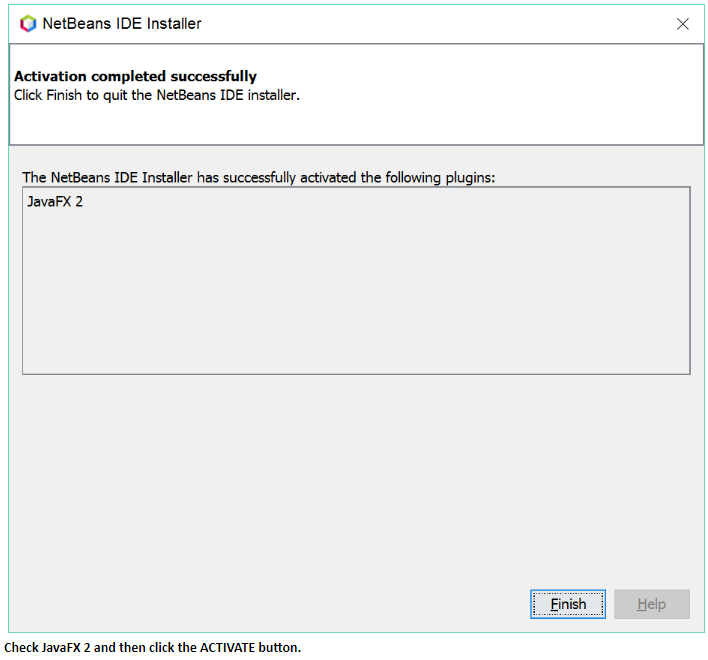 NetBeans IDE Installer
Activation completed successfully
Click Finish to quit the NetBeans IDE installer.
The NetBeans IDE Installer has successfully activated the following plugins:
JavaFX 2
Finish
Help
Check JavaFX 2 and then click the ACTIVATE button.